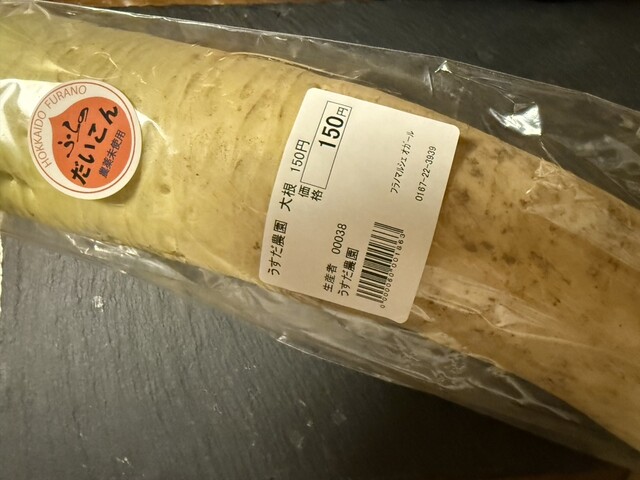 HOKKAIDO FURANO
ふらの
だいこん
農薬未使用
うすだ農園 大根 150円
価格
150円
生産者 00038
うすだ農園
0000060001660
フラノマルシェオガール
0167-22-3939